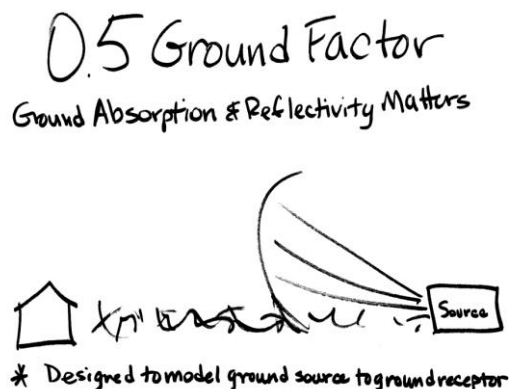 0.5 Ground Factor
Ground Absorption & Reflectivity Matters
Source
* Designed to model ground source to ground receptor